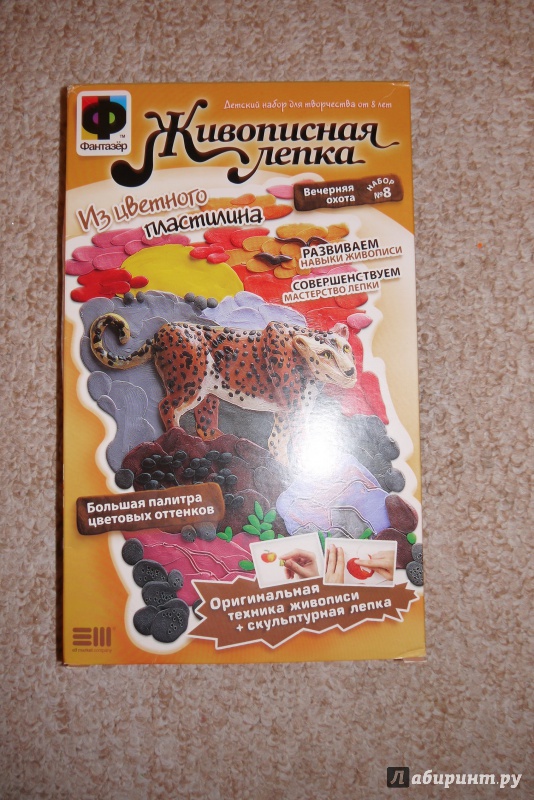 Детский набор для творчества от 8 лет
Ф
Фантазёр
™
Живописная
лепка
Из цветного
пластилина
Вечерняя
охота
НАБОР
№8
РАЗВИВАЕМ
НАВЫКИ ЖИВОПИСИ
СОВЕРШЕНСТВУЕМ
МАСТЕРСТВО ЛЕПКИ
Большая палитра
цветовых оттенков
Оригинальная
техника живописи
+ скульптурная лепка
Лабиринт.ру